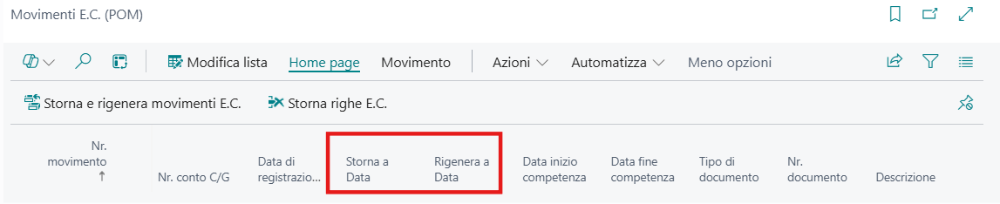 Movimenti E.C. (POM)
Modifica lista Home page Movimento Azioni Automatizza Meno opzioni
Storna e rigenera movimenti E.C. Storna righe E.C.
Nr.
movimento
↑
Nr. conto C/G
Data di
registrazio...
Storna a
Data
Rigenera a
Data
Data inizio
competenza
Data fine
competenza
Tipo di
documento
Nr.
documento
Descrizione